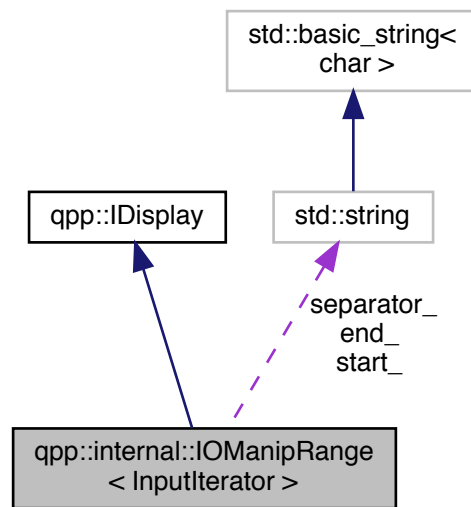 std::basic_string<
char >
qpp::IDisplay
std::string
separator_
end_
start_
qpp::internal::IOManipRange
< InputIterator >